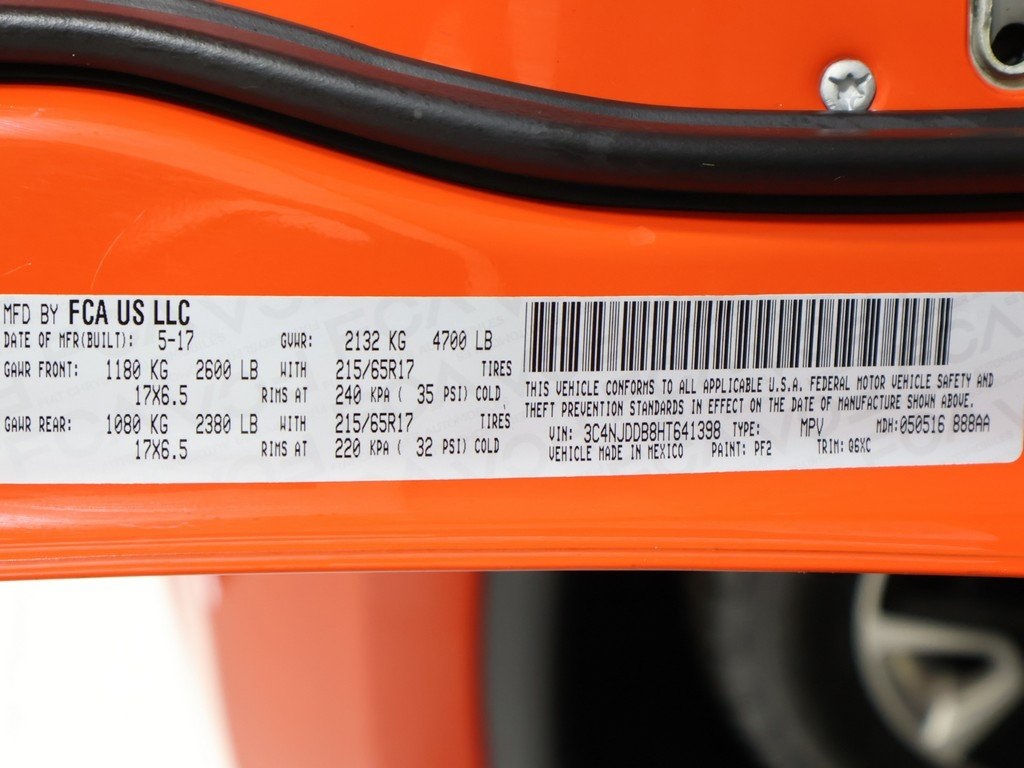 MFD BY FCA US LLC
DATE OF MFR(BUILT): 5-17 GVWR: 2132 KG 4700 LB
GAWR FRONT: 1180 KG 2600 LB WITH 215/65R17 TIRES
17X6.5 RIMS AT 240 KPA ( 35 PSI) COLD
GAWR REAR: 1080 KG 2380 LB WITH 215/65R17 TIRES
17X6.5 RIMS AT 220 KPA ( 32 PSI) COLD
THIS VEHICLE CONFORMS TO ALL APPLICABLE U.S.A. FEDERAL MOTOR VEHICLE SAFETY AND
THEFT PREVENTION STANDARDS IN EFFECT ON THE DATE OF MANUFACTURE SHOWN ABOVE.
VIN: 3C4NJDDB8HT641398 TYPE: MPV MDH:050516 888AA
VEHICLE MADE IN MEXICO PAINT: PF2 TRIM: G6XC